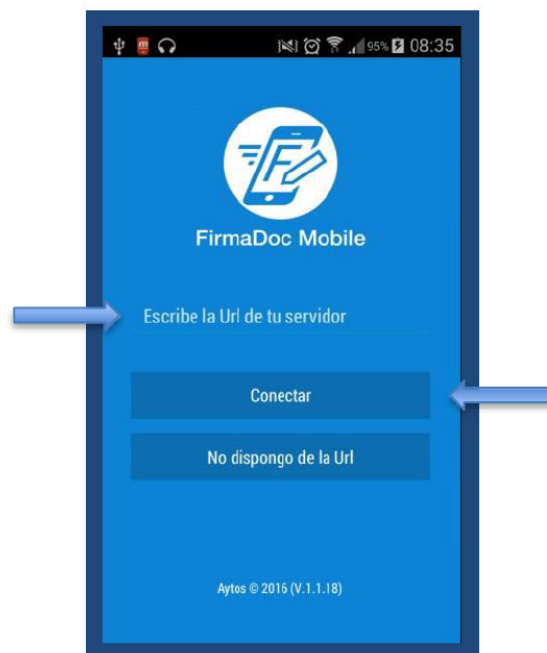 95% 08:35
F
FirmaDoc Mobile
Escribe la Url de tu servidor
Conectar
No dispongo de la Url
Aytos © 2016 (V.1.1.18)